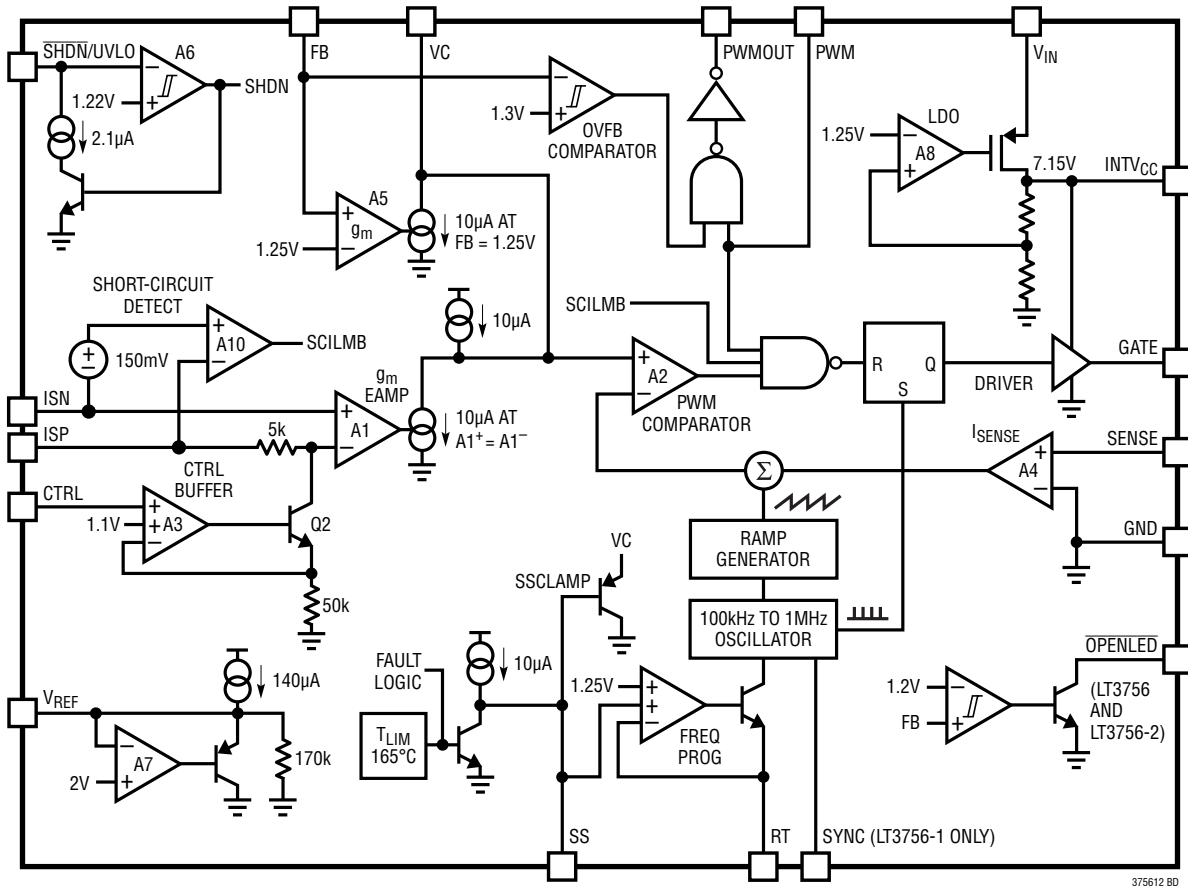 SHDN/UVLO
A6
FB
VC
PWMOUT
PWM
VIN
1.22V
SHDN
2.1µA
1.3V
OVFB
COMPARATOR
LDO
1.25V
A8
7.15V
INTVCC
A5
gm
1.25V
10µA AT
FB = 1.25V
SHORT-CIRCUIT
DETECT
150mV
A10
SCILMB
10µA
SCILMB
gm
EAMP
A1
10µA AT
A1+ = A1−
A2
PWM
COMPARATOR
R
Q
S
DRIVER
GATE
ISN
ISP
5k
ISENSE
A4
SENSE
CTRL
CTRL
BUFFER
1.1V
A3
Q2
50k
Σ
RAMP
GENERATOR
GND
VC
SSCLAMP
100kHz TO 1MHz
OSCILLATOR
OPENLED
140µA
VREF
A7
2V
170k
FAULT
LOGIC
10µA
TLIM
165°C
1.25V
FREQ
PROG
1.2V
FB
(LT3756
AND
LT3756-2)
SS
RT
SYNC (LT3756-1 ONLY)
375612 BD